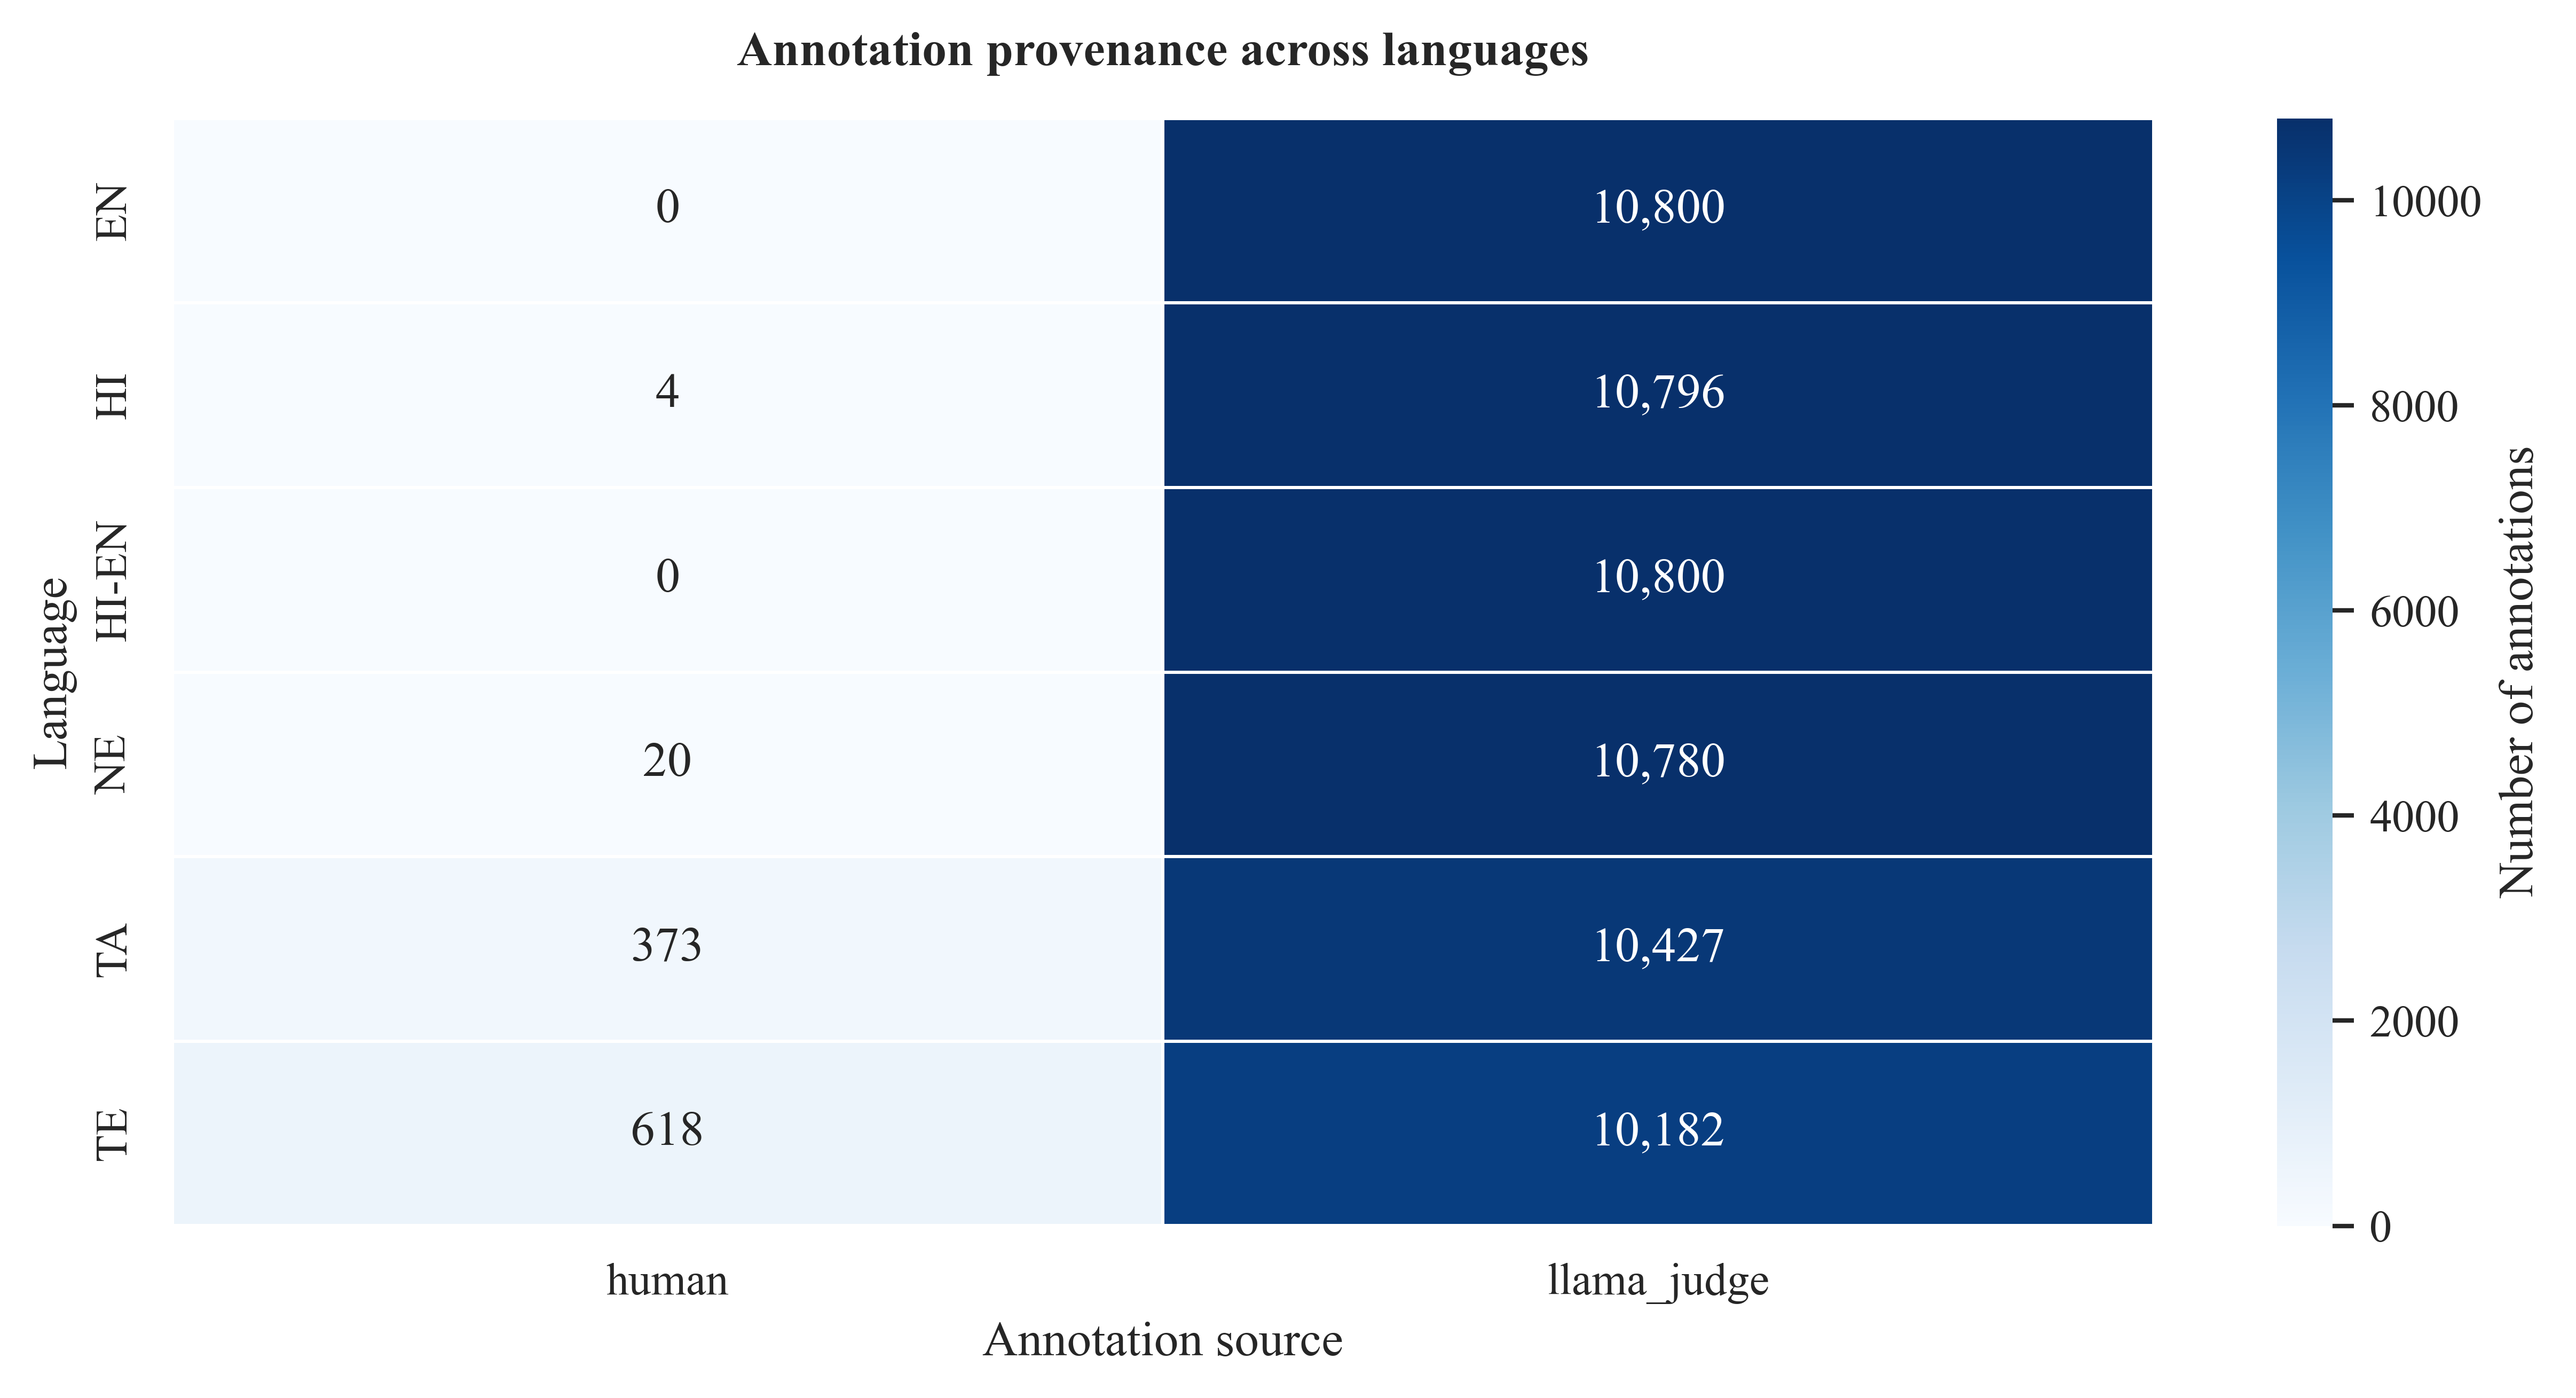 Annotation provenance across languages
EN 0 10,800
HI 4 10,796
HI-EN 0 10,800
NE 20 10,780
TA 373 10,427
TE 618 10,182
Language
human llama_judge
Annotation source
10000
8000
6000
4000
2000
0
Number of annotations